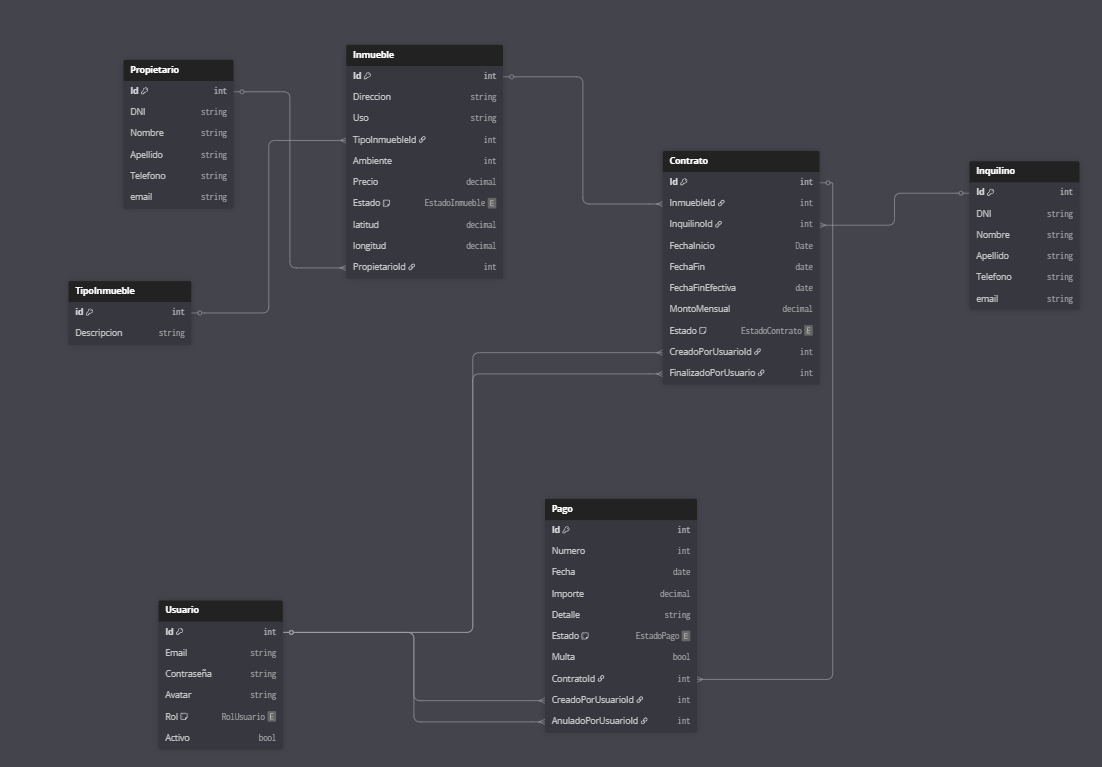 Propietario
Id int
DNI string
Nombre string
Apellido string
Telefono string
email string
Inmueble
Id int
Direccion string
Uso string
TipoInmuebleId int
Ambiente int
Precio decimal
Estado EstadoInmueble E
latitud decimal
longitud decimal
PropietarioId int
Contrato
Id int
InmuebleId int
InquilinoId int
FechaInicio Date
FechaFin date
FechaFinEfectiva date
MontoMensual decimal
Estado EstadoContrato E
CreadoPorUsuarioId int
FinalizadoPorUsuario int
Inquilino
Id int
DNI string
Nombre string
Apellido string
Telefono string
email string
TipoInmueble
id int
Descripcion string
Pago
Id int
Numero int
Fecha date
Importe decimal
Detalle string
Estado EstadoPago E
Multa bool
ContratoId int
CreadoPorUsuarioId int
AnuladoPorUsuarioId int
Usuario
Id int
Email string
Contraseña string
Avatar string
Rol RolUsuario E
Activo bool